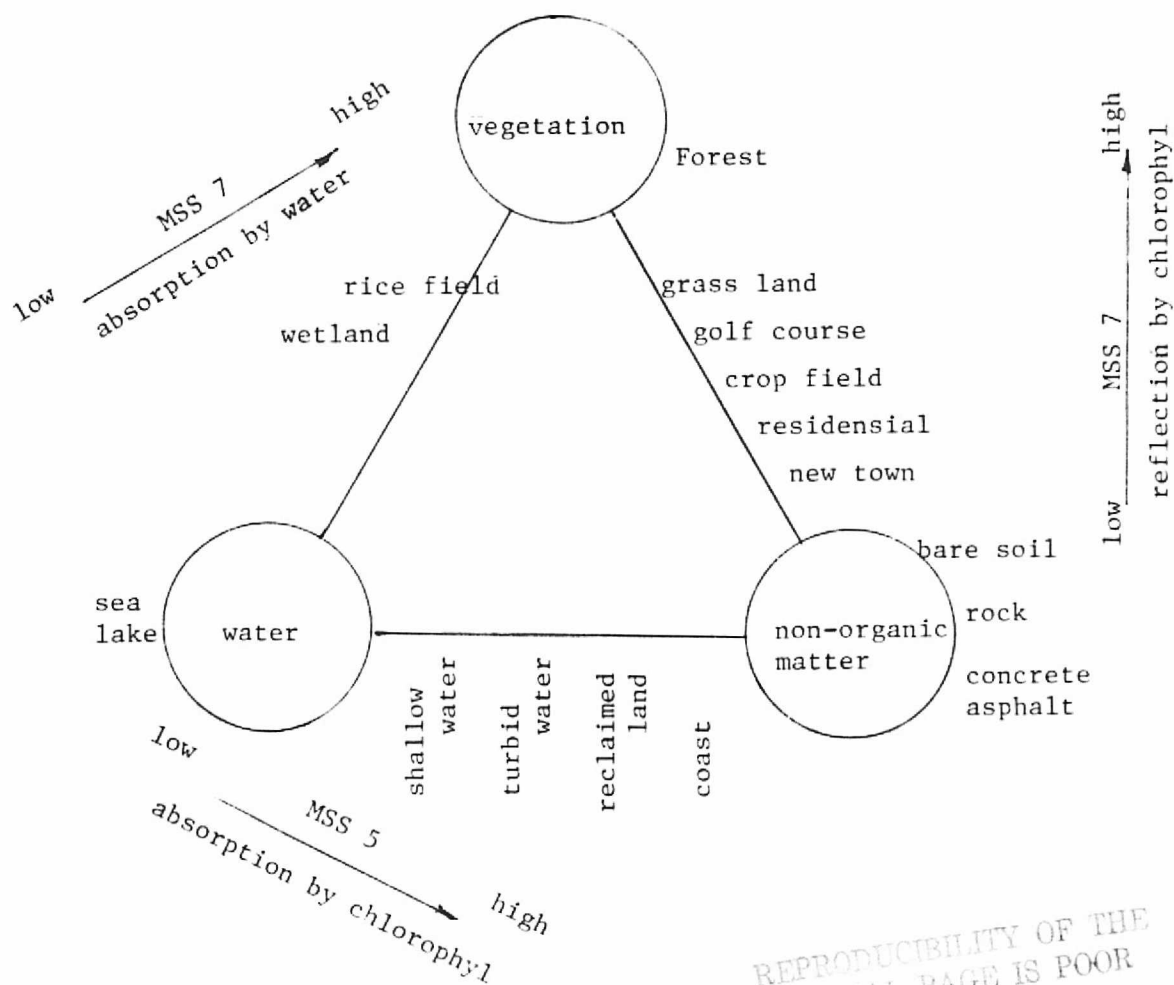 vegetation
Forest
high
MSS 7
low
absorption by water
high
MSS 7
low
reflection by chlorophyl
rice field
wetland
grass land
golf course
crop field
residensial
new town
bare soil
rock
concrete
asphalt
non-organic
matter
sea
lake
water
shallow
water
turbid
water
reclaimed
land
coast
low
MSS 5
high
absorption by chlorophyl
REPRODUCIBILITY OF THE
PAGE IS POOR